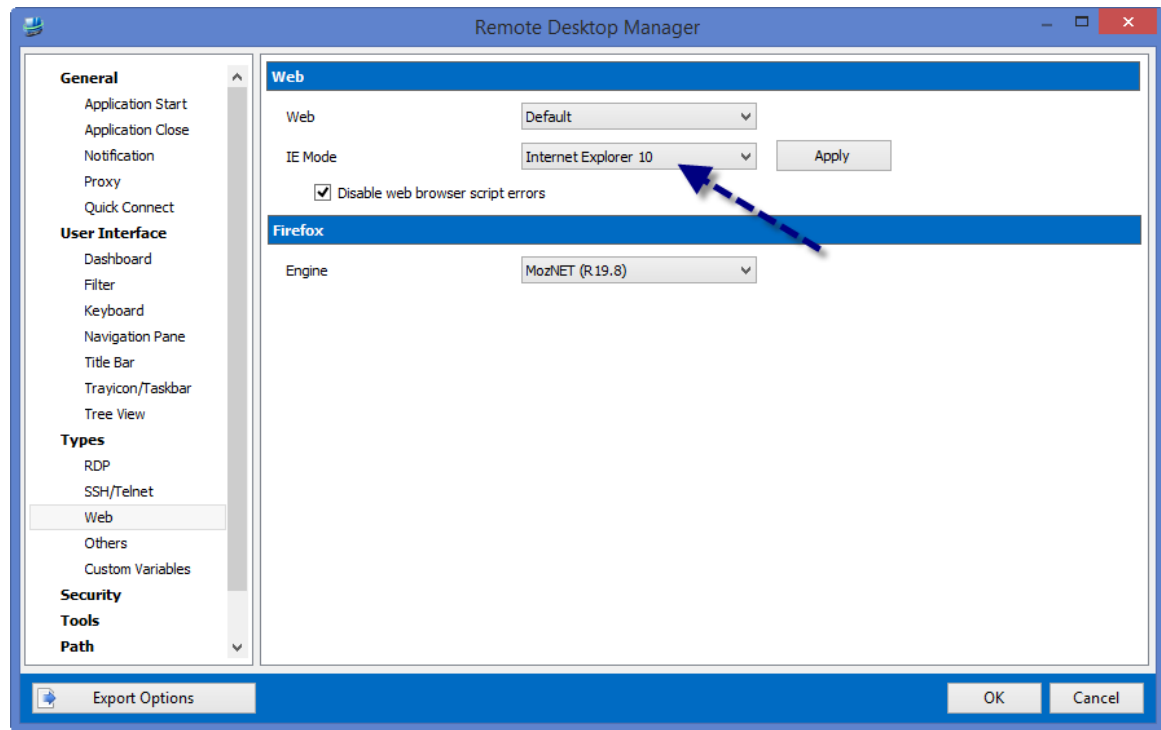 Remote Desktop Manager
General
Application Start
Application Close
Notification
Proxy
Quick Connect
User Interface
Dashboard
Filter
Keyboard
Navigation Pane
Title Bar
Trayicon/Taskbar
Tree View
Types
RDP
SSH/Telnet
Web
Others
Custom Variables
Security
Tools
Path
Web
Web Default
IE Mode Internet Explorer 10 Apply
Disable web browser script errors
Firefox
Engine MozNET (R19.8)
Export Options OK Cancel